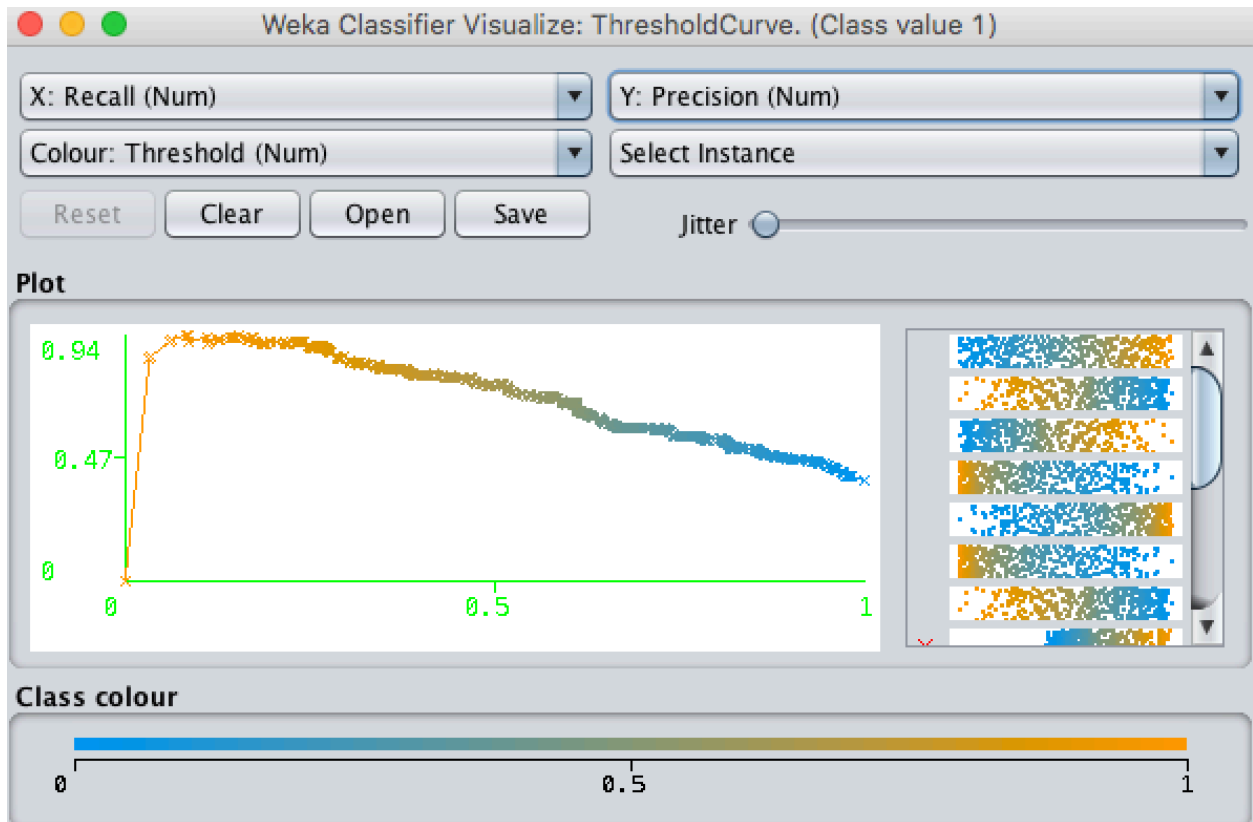 Weka Classifier Visualize: ThresholdCurve. (Class value 1)
X: Recall (Num)
Y: Precision (Num)
Colour: Threshold (Num)
Select Instance
Reset
Clear
Open
Save
Jitter
Plot
0.94
0.47
0
0
0.5
1
Class colour
0
0.5
1